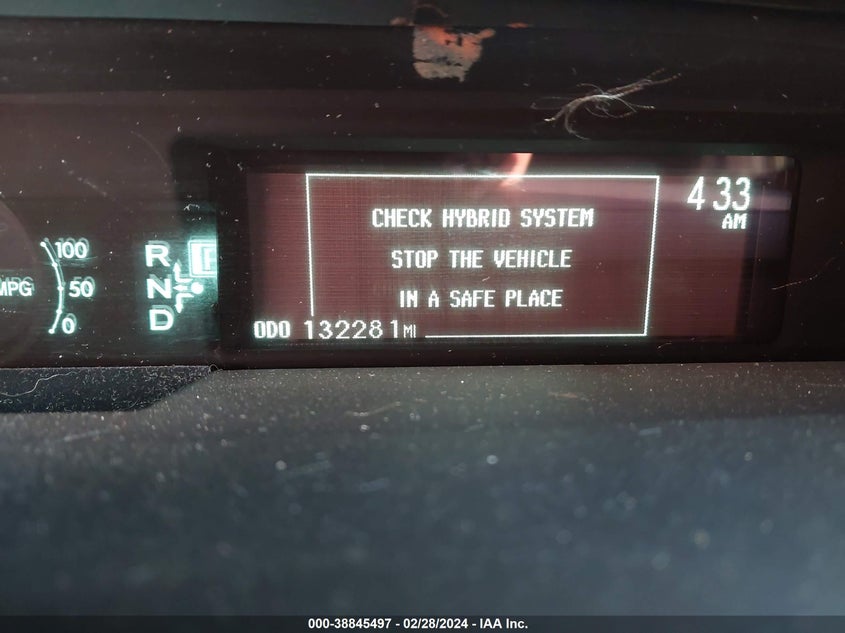 CHECK HYBRID SYSTEM
STOP THE VEHICLE
IN A SAFE PLACE
4 33
AM
ODO 132281 MI
100
50
0
MPG
R
N
D
P
000-38845497 - 02/28/2024 - IAA Inc.